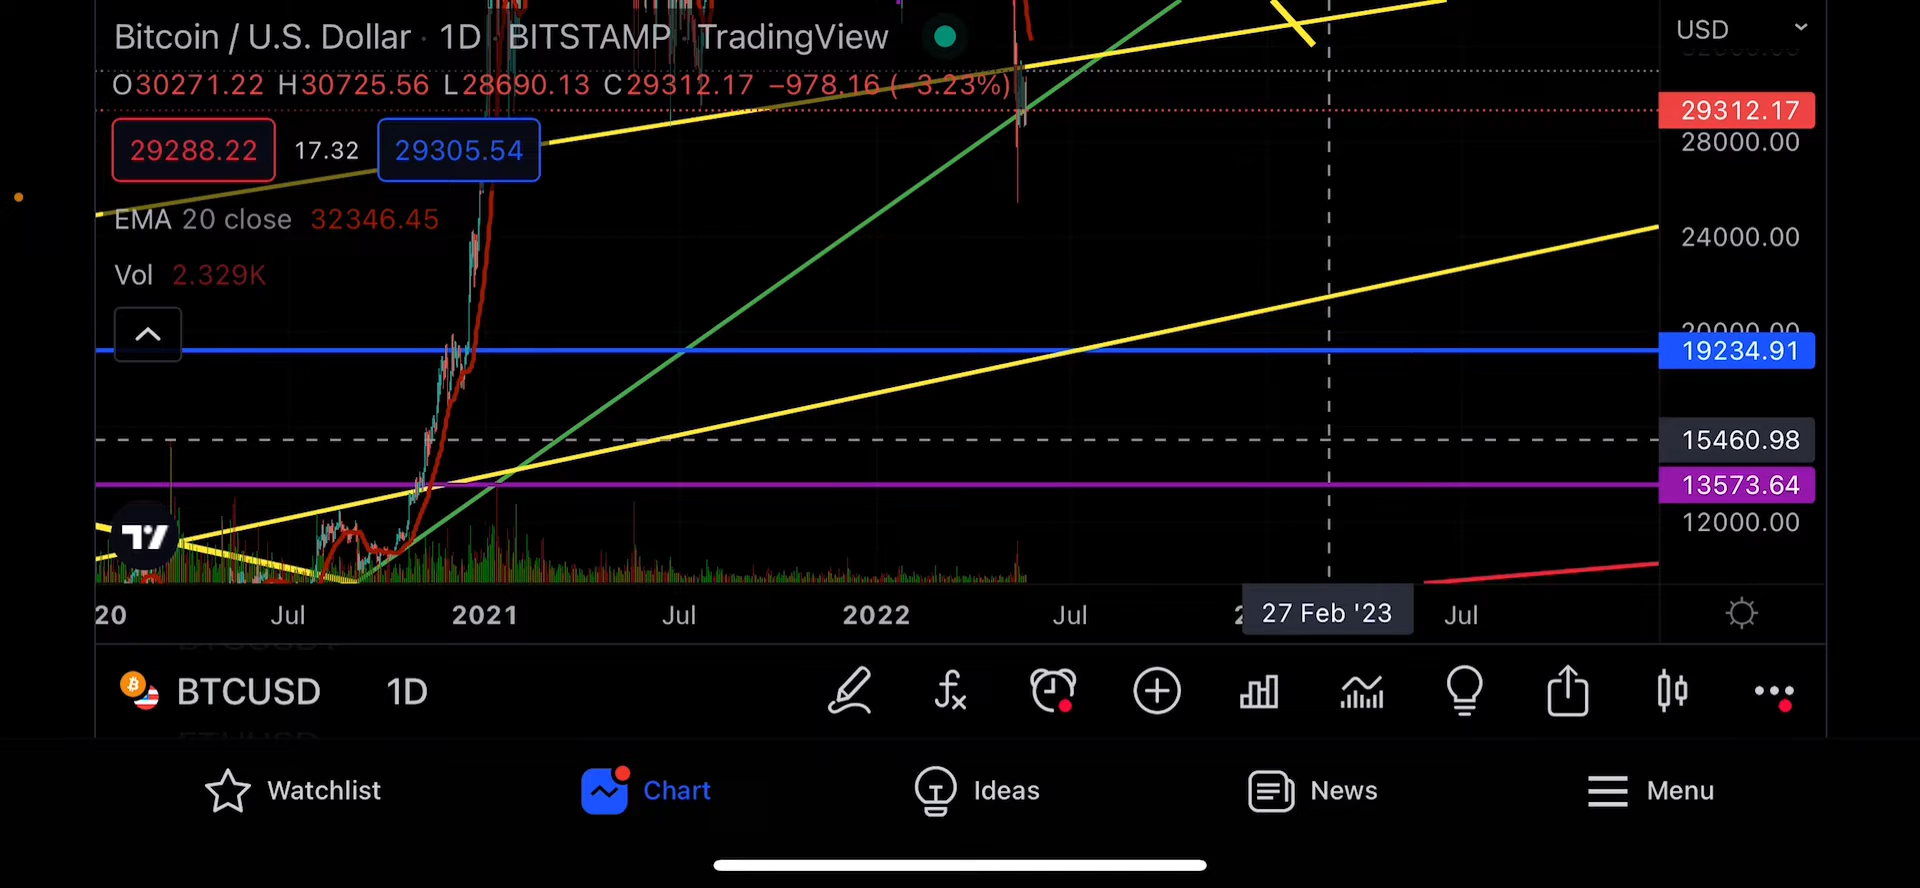 Bitcoin / U.S. Dollar · 1D · BITSTAMP · TradingView
USD
O30271.22 H30725.56 L28690.13 C29312.17 −978.16 (−3.23%)
29312.17
28000.00
29288.22 17.32 29305.54
EMA 20 close 32346.45
24000.00
Vol 2.329K
20000.00
19234.91
15460.98
13573.64
12000.00
20 Jul 2021 Jul 2022 Jul 27 Feb '23 Jul
BTCUSD 1D
Watchlist Chart Ideas News Menu